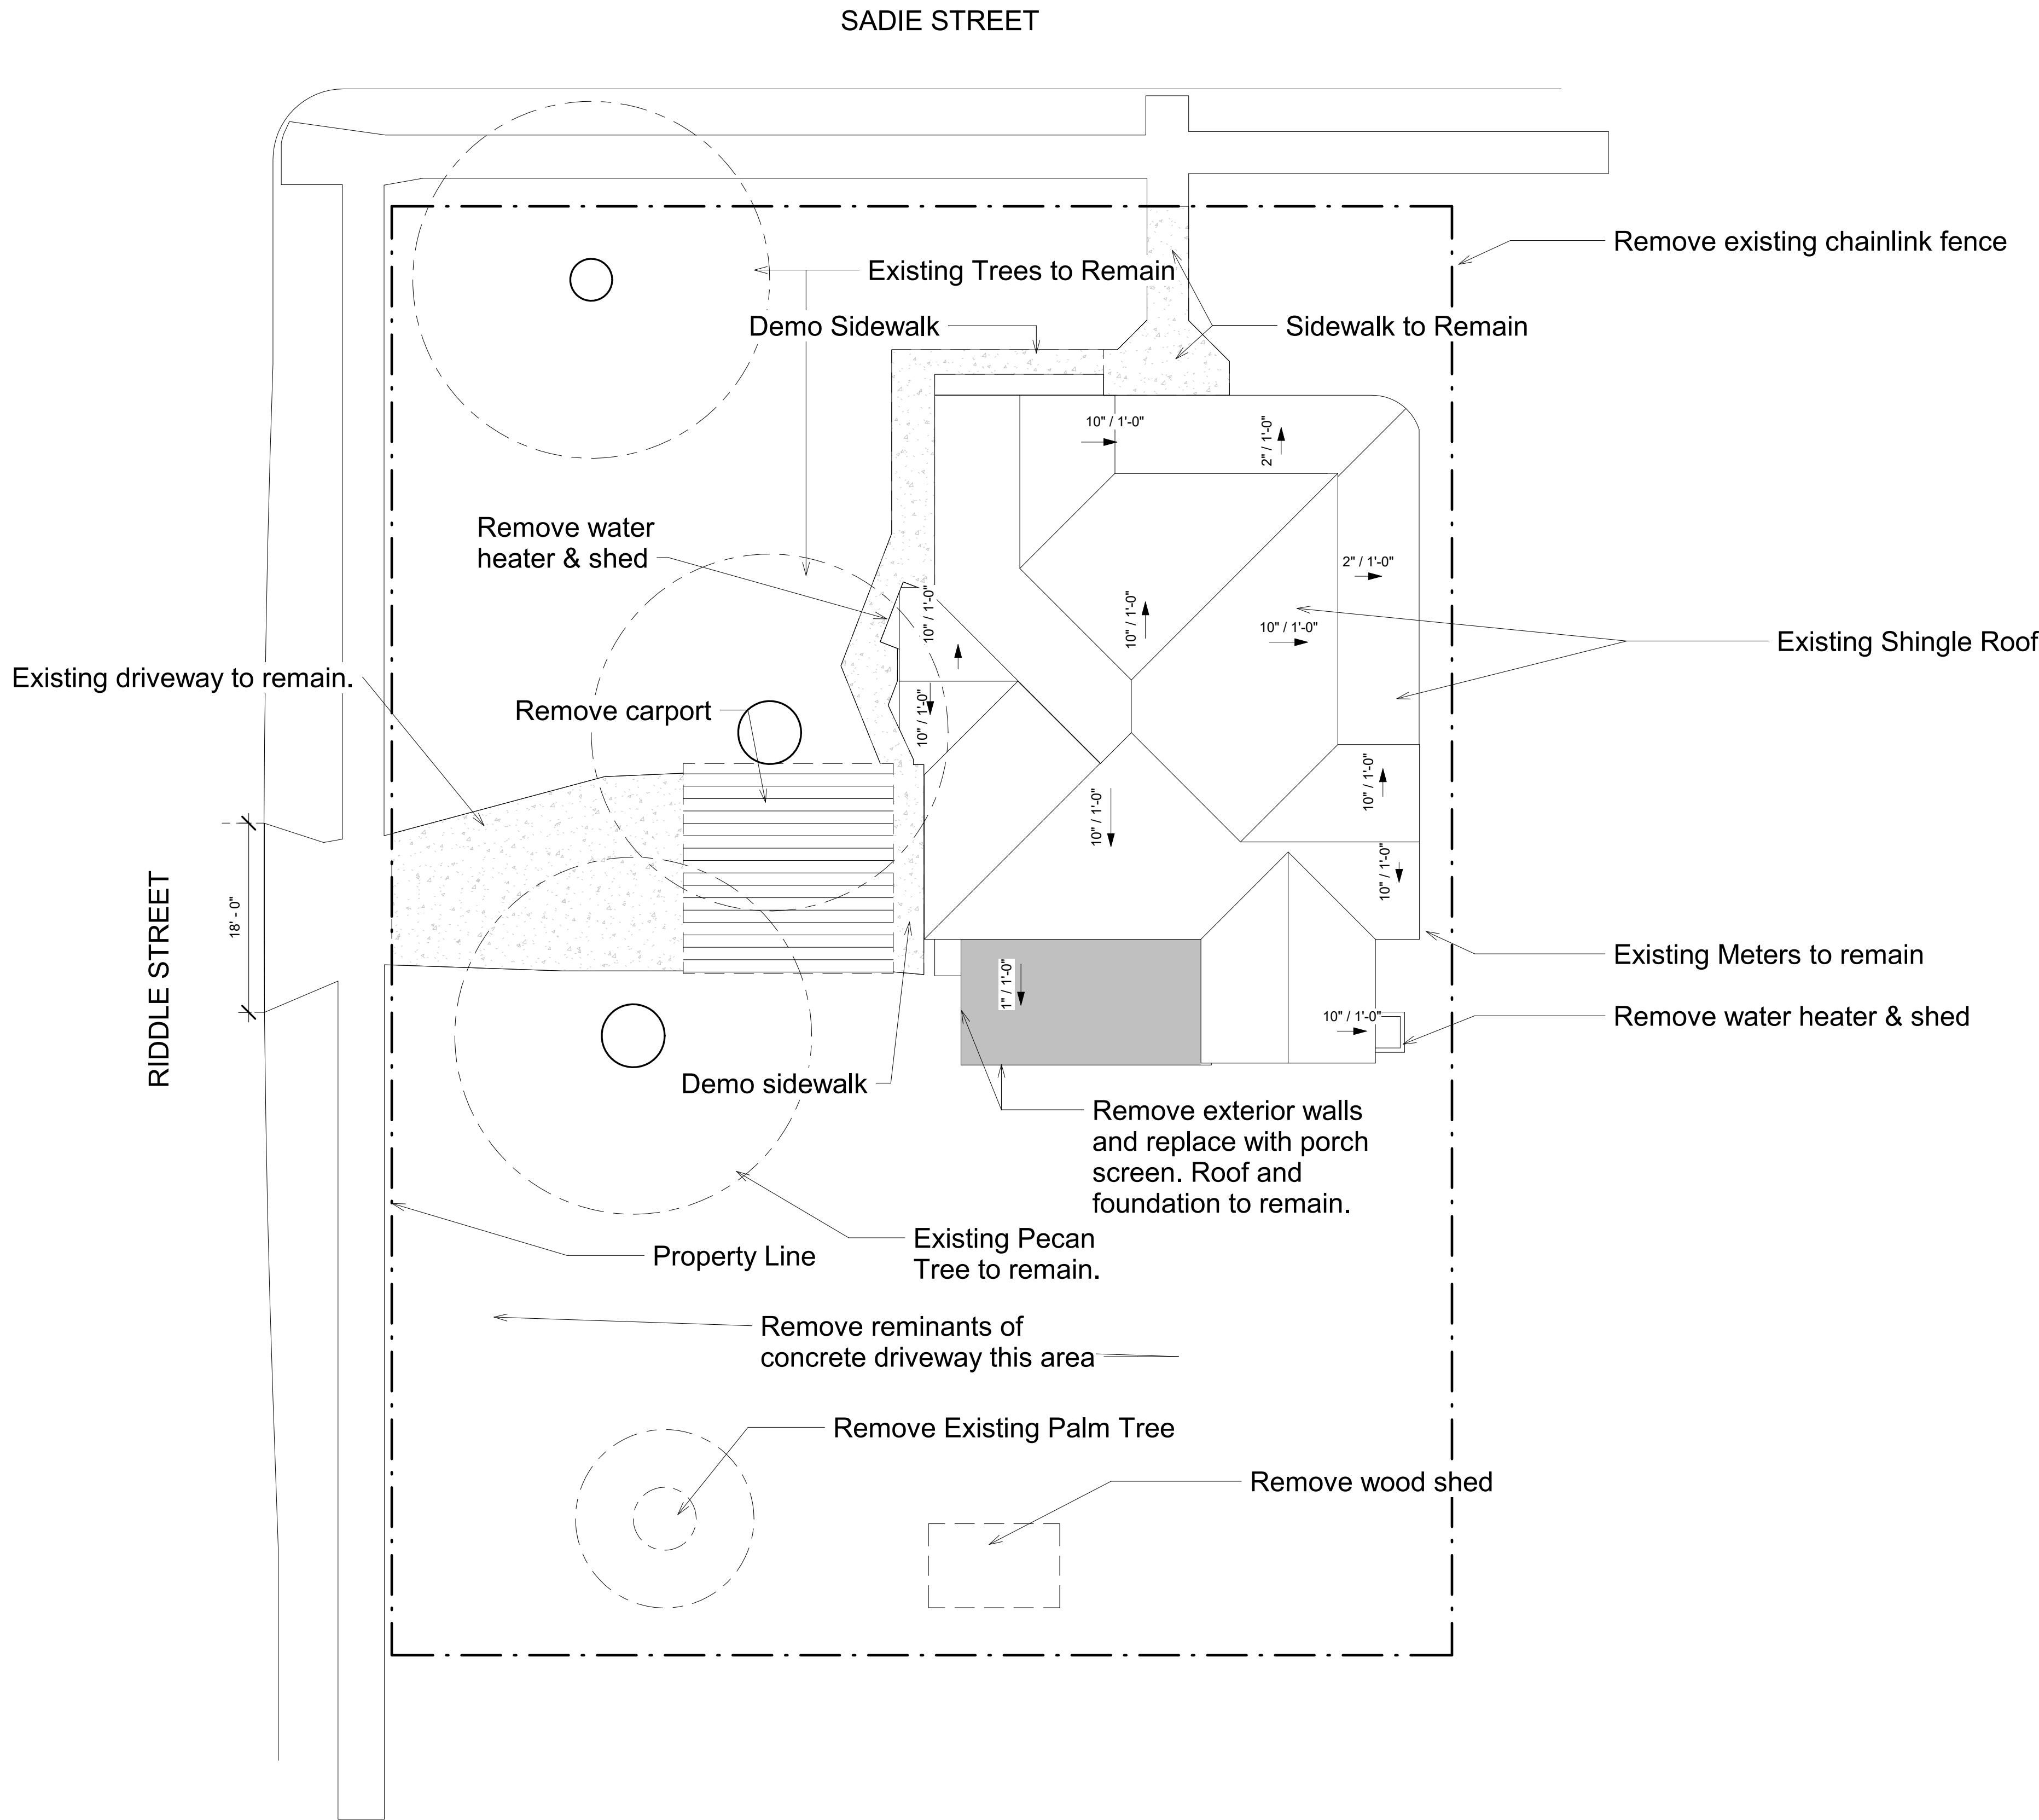 SADIE STREET
Remove existing chainlink fence
Existing Trees to Remain
Demo Sidewalk
Sidewalk to Remain
10" / 1'-0"
2" / 1'-0"
Remove water
heater & shed
2" / 1'-0"
10" / 1'-0"
10" / 1'-0"
10" / 1'-0"
Existing Shingle Roof
Existing driveway to remain.
Remove carport
10" / 1'-0"
10" / 1'-0"
10" / 1'-0"
10" / 1'-0"
18' - 0"
RIDDLE STREET
Existing Meters to remain
1" / 1'-0"
10" / 1'-0"
Remove water heater & shed
Demo sidewalk
Remove exterior walls
and replace with porch
screen. Roof and
foundation to remain.
Property Line
Existing Pecan
Tree to remain.
Remove reminants of
concrete driveway this area
Remove Existing Palm Tree
Remove wood shed